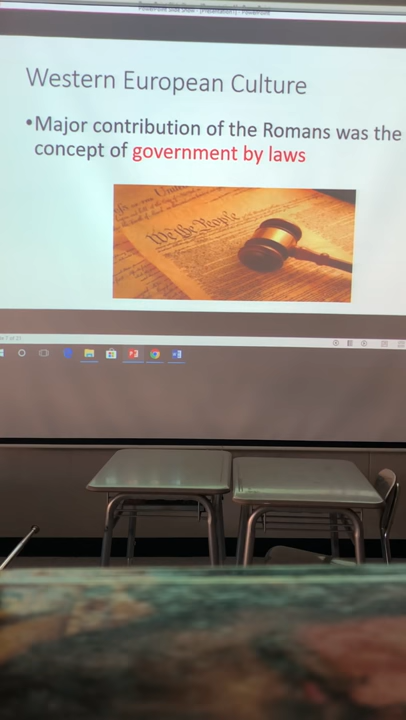 Western European Culture
•Major contribution of the Romans was the
concept of government by laws
We the People